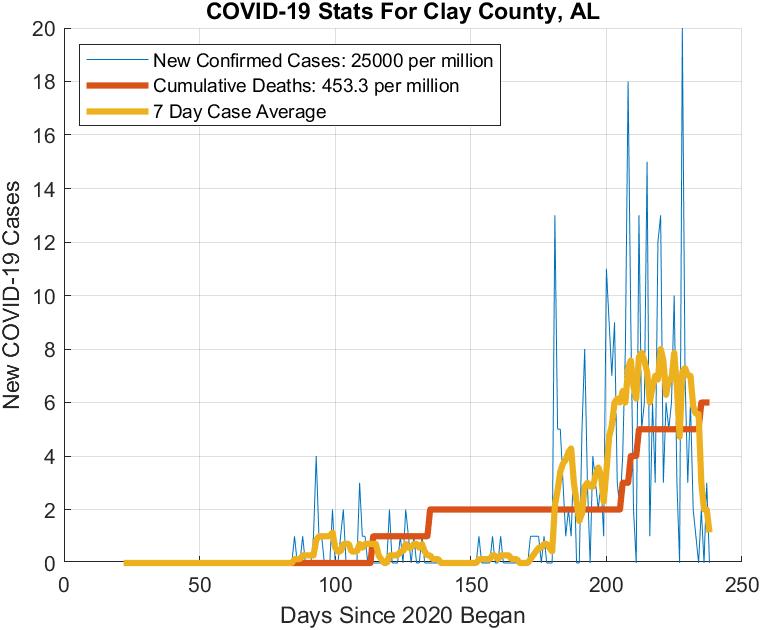 COVID-19 Stats For Clay County, AL
New Confirmed Cases: 25000 per million
Cumulative Deaths: 453.3 per million
7 Day Case Average
New COVID-19 Cases
20
18
16
14
12
10
8
6
4
2
0
0 50 100 150 200 250
Days Since 2020 Began